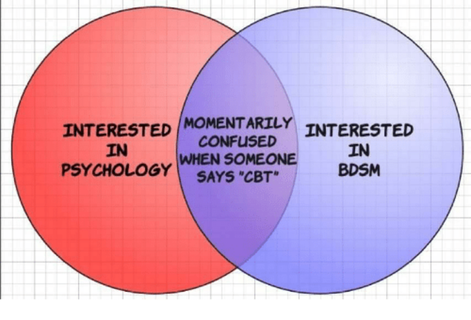 INTERESTED
IN
PSYCHOLOGY
MOMENTARILY
CONFUSED
WHEN SOMEONE
SAYS "CBT"
INTERESTED
IN
BDSM